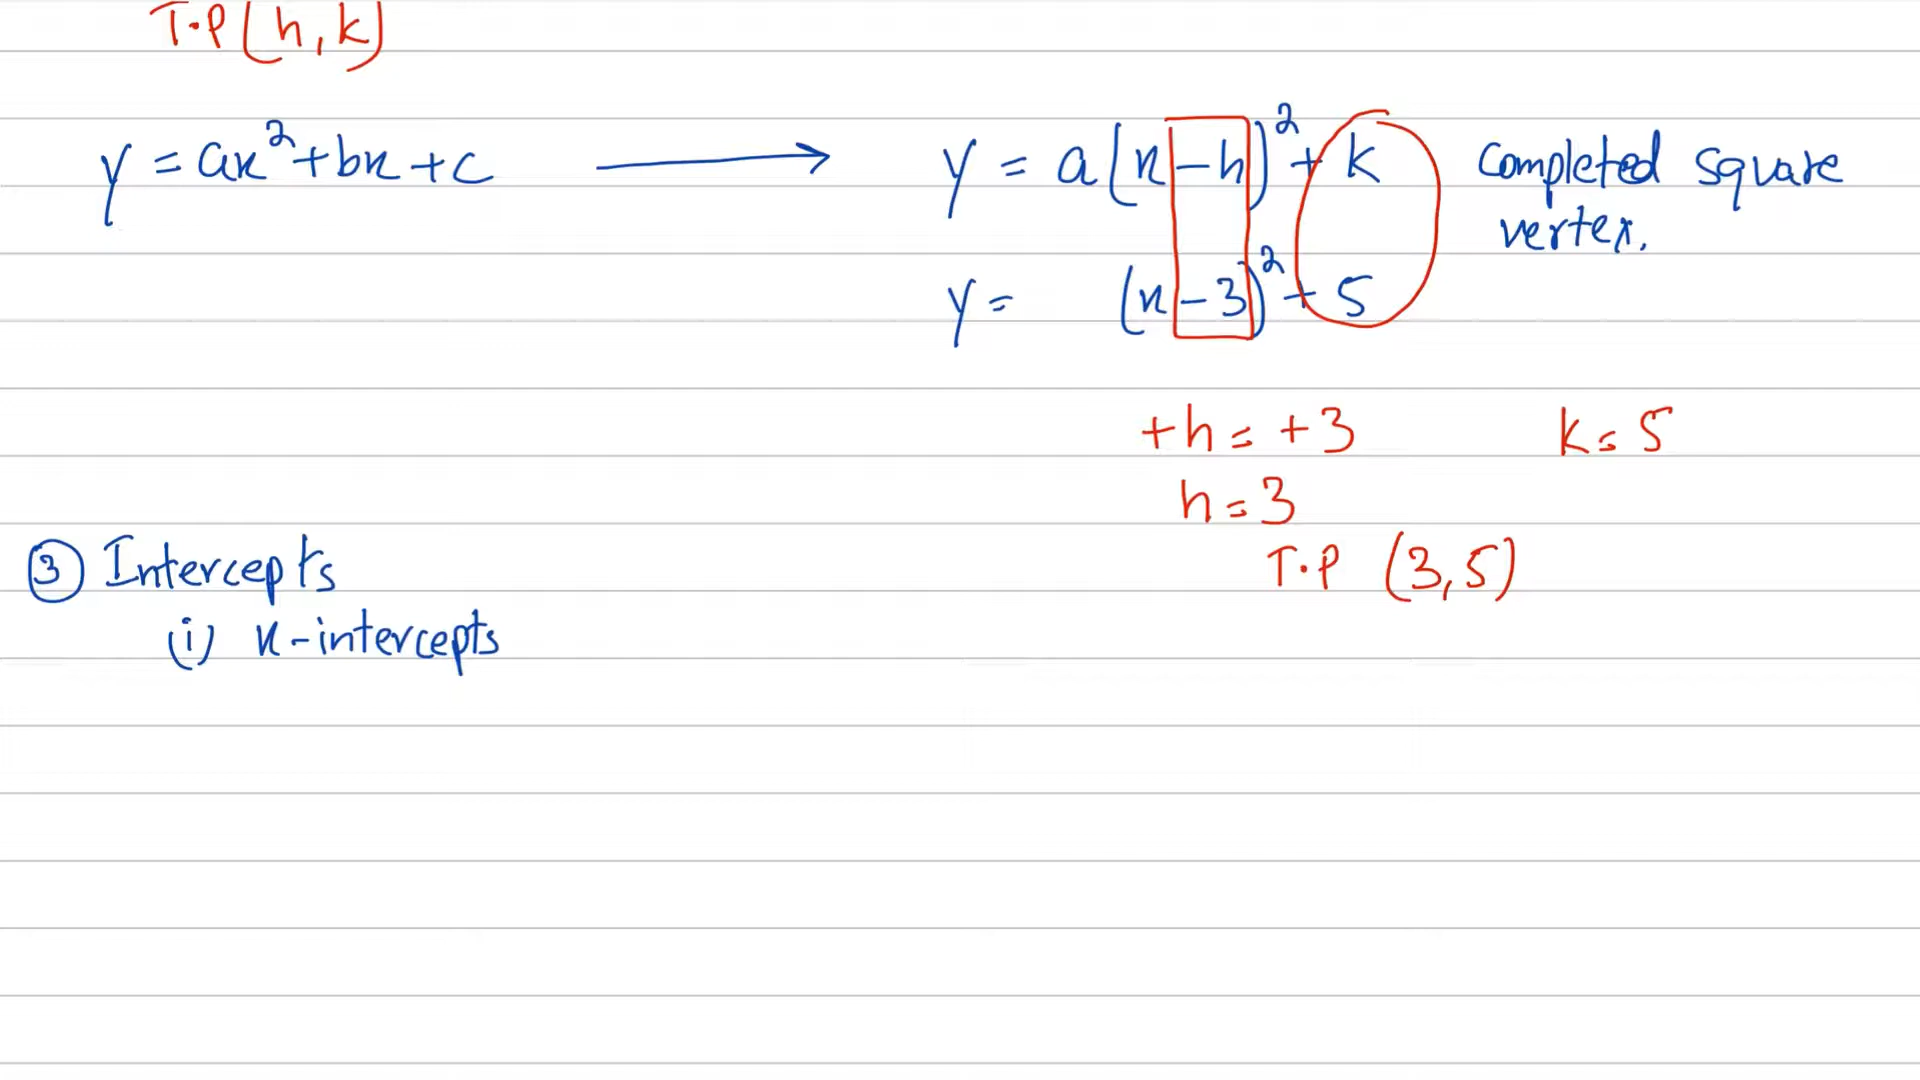 T.P (h, k)
y = ax² + bx + c ⟶ y = a(x - h)² + k completed square
vertex.
y = (x - 3)² + 5
+h = +3 k = 5
h = 3
③ Intercepts T.P (3, 5)
(i) x-intercepts